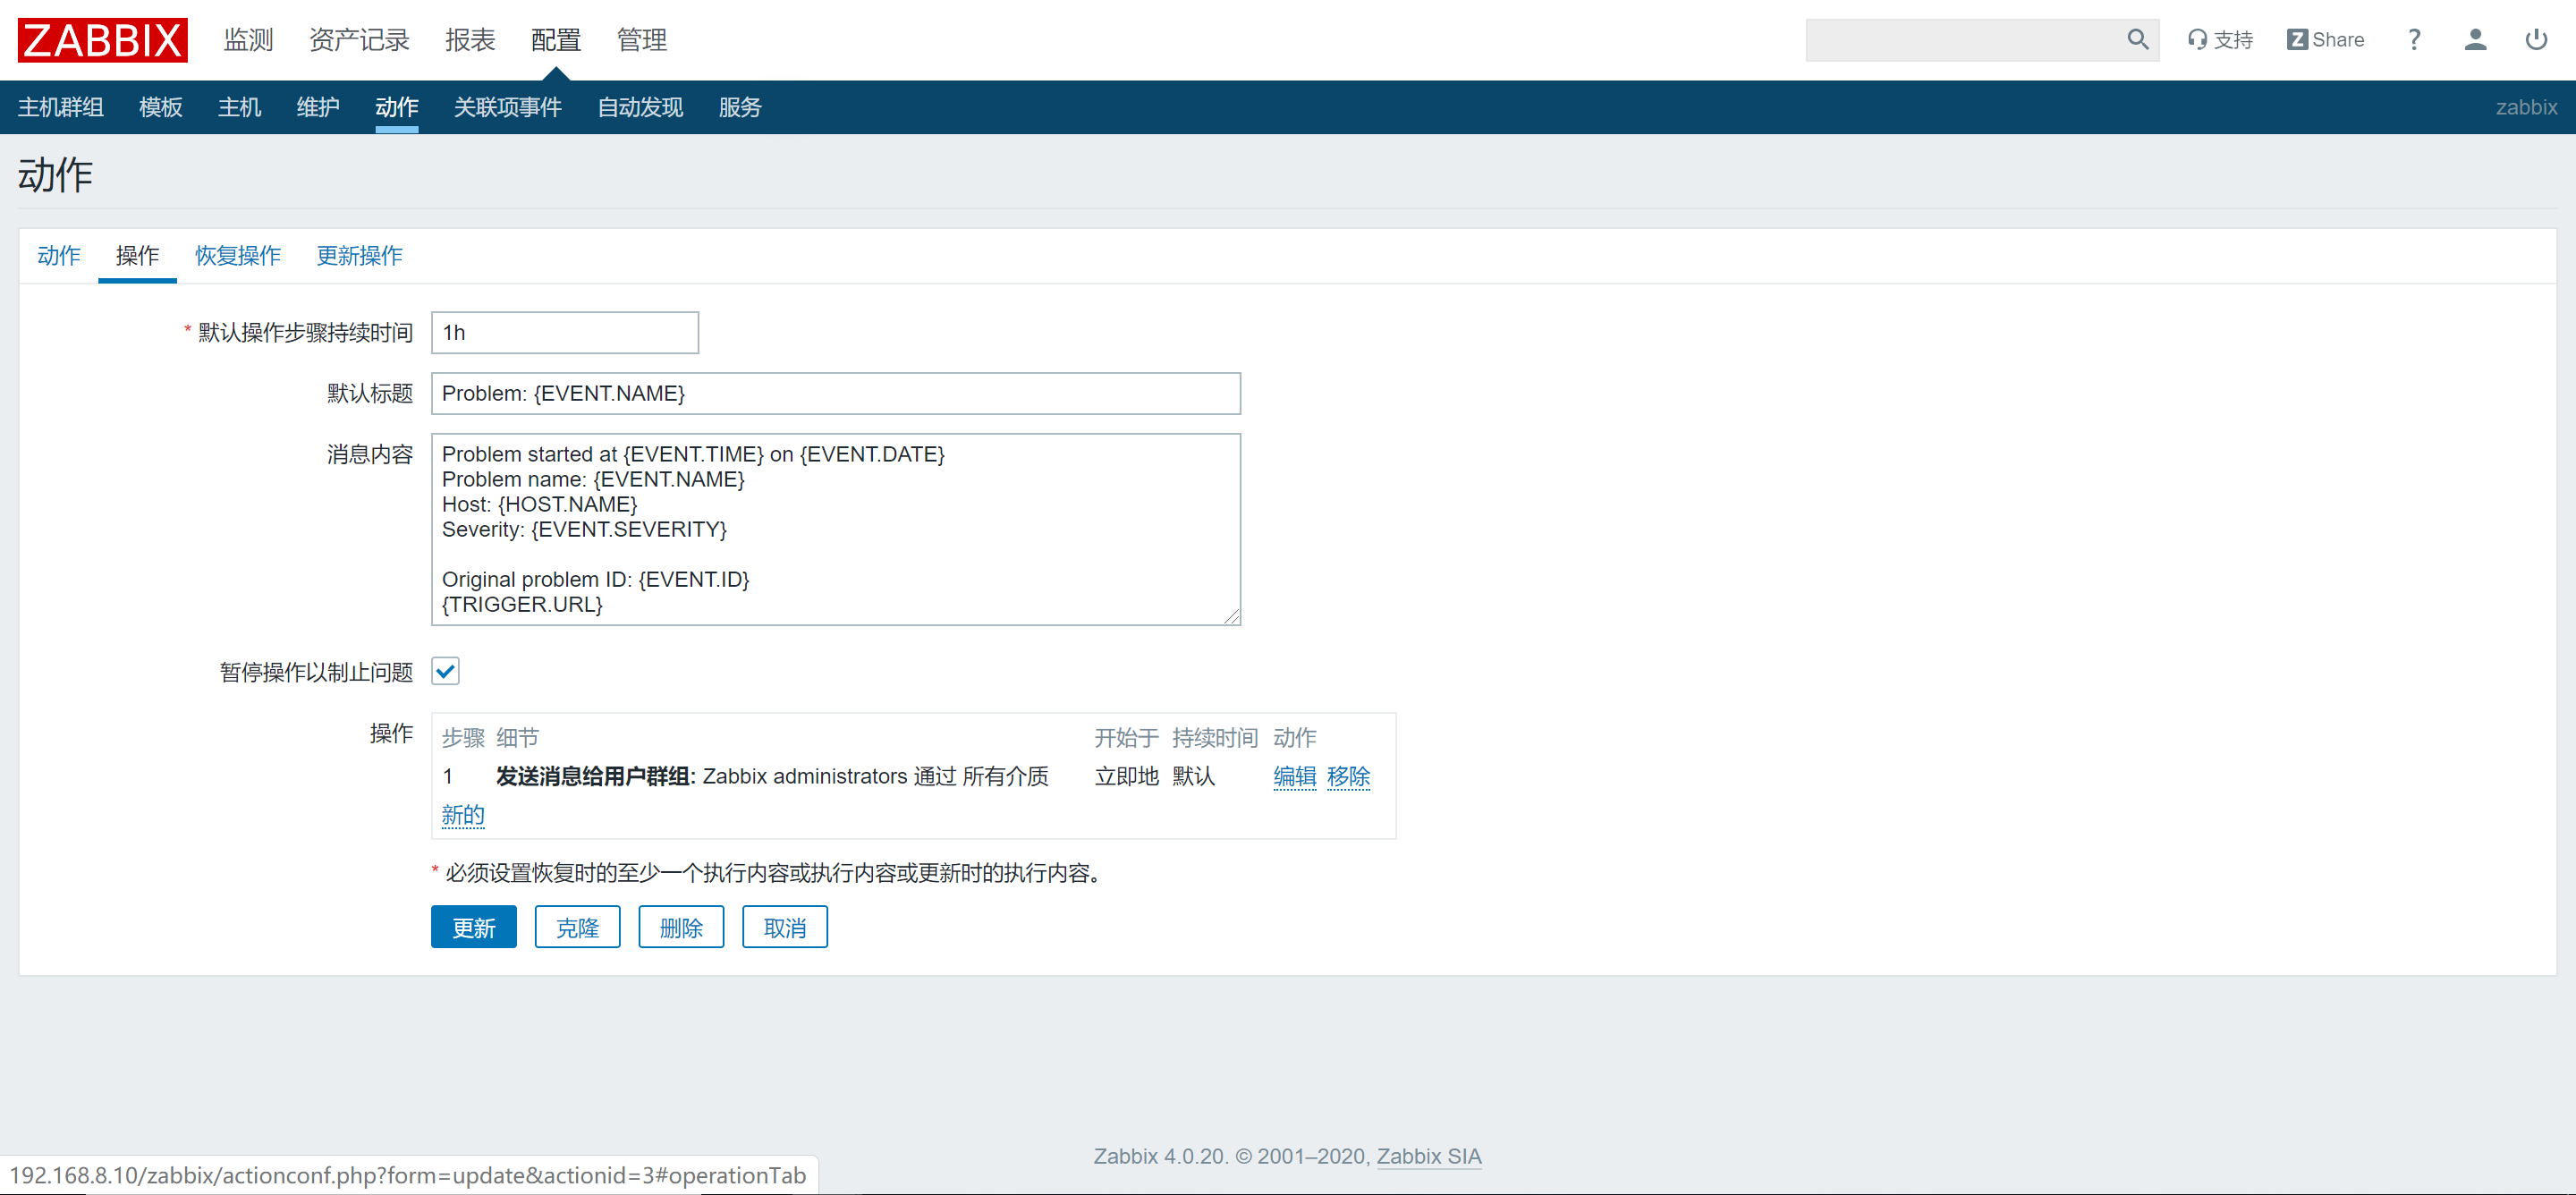 ZABBIX 监测 资产记录 报表 配置 管理 支持 Z Share ?
主机群组 模板 主机 维护 动作 关联项事件 自动发现 服务 zabbix
动作
动作 操作 恢复操作 更新操作
* 默认操作步骤持续时间 1h
默认标题 Problem: {EVENT.NAME}
消息内容 Problem started at {EVENT.TIME} on {EVENT.DATE}
Problem name: {EVENT.NAME}
Host: {HOST.NAME}
Severity: {EVENT.SEVERITY}
Original problem ID: {EVENT.ID}
{TRIGGER.URL}
暂停操作以制止问题
操作 步骤 细节 开始于 持续时间 动作
1 发送消息给用户群组: Zabbix administrators 通过 所有介质 立即地 默认 编辑 移除
新的
* 必须设置恢复时的至少一个执行内容或执行内容或更新时的执行内容。
更新 克隆 删除 取消
Zabbix 4.0.20. © 2001–2020, Zabbix SIA
192.168.8.10/zabbix/actionconf.php?form=update&actionid=3#operationTab